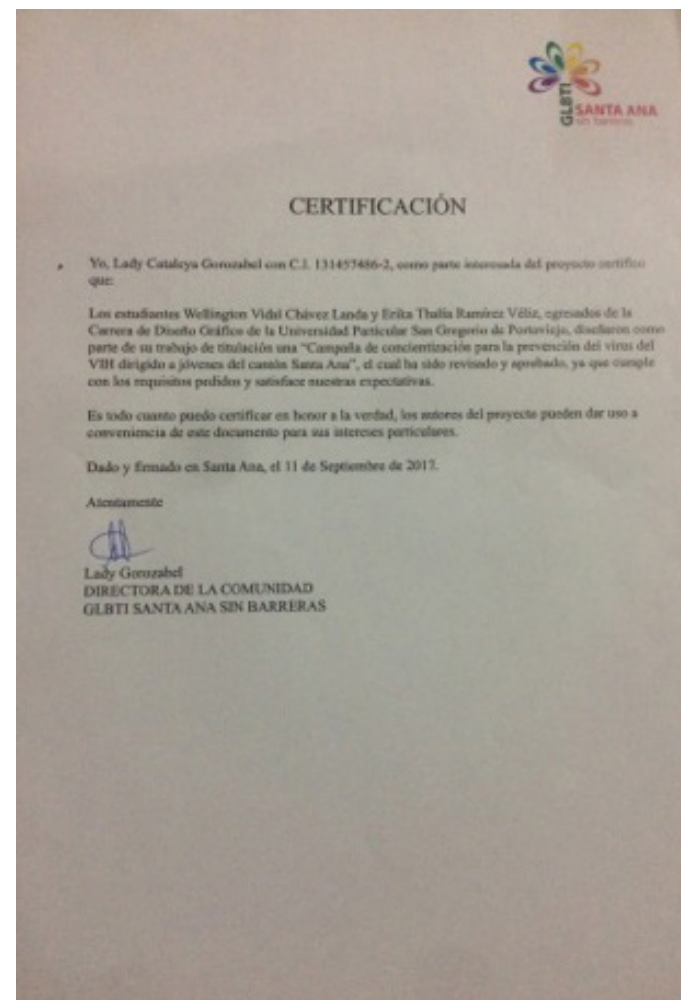 GLBTI
SANTA ANA
sin barreras
CERTIFICACIÓN
Yo, Lady Cataleya Gorozabel con C.I. 131457486-2, como parte interesada del proyecto certifico
que:
Los estudiantes Wellington Vidal Chávez Landa y Erika Thalía Ramírez Véliz, egresados de la
Carrera de Diseño Gráfico de la Universidad Particular San Gregorio de Portoviejo, diseñaron como
parte de su trabajo de titulación una “Campaña de concientización para la prevención del virus del
VIH dirigido a jóvenes del cantón Santa Ana”, el cual ha sido revisado y aprobado, ya que cumple
con los requisitos pedidos y satisface nuestras expectativas.
Es todo cuanto puedo certificar en honor a la verdad, los autores del proyecto pueden dar uso a
conveniencia de este documento para sus intereses particulares.
Dado y firmado en Santa Ana, el 11 de Septiembre de 2017.
Atentamente
Lady Gorozabel
DIRECTORA DE LA COMUNIDAD
GLBTI SANTA ANA SIN BARRERAS